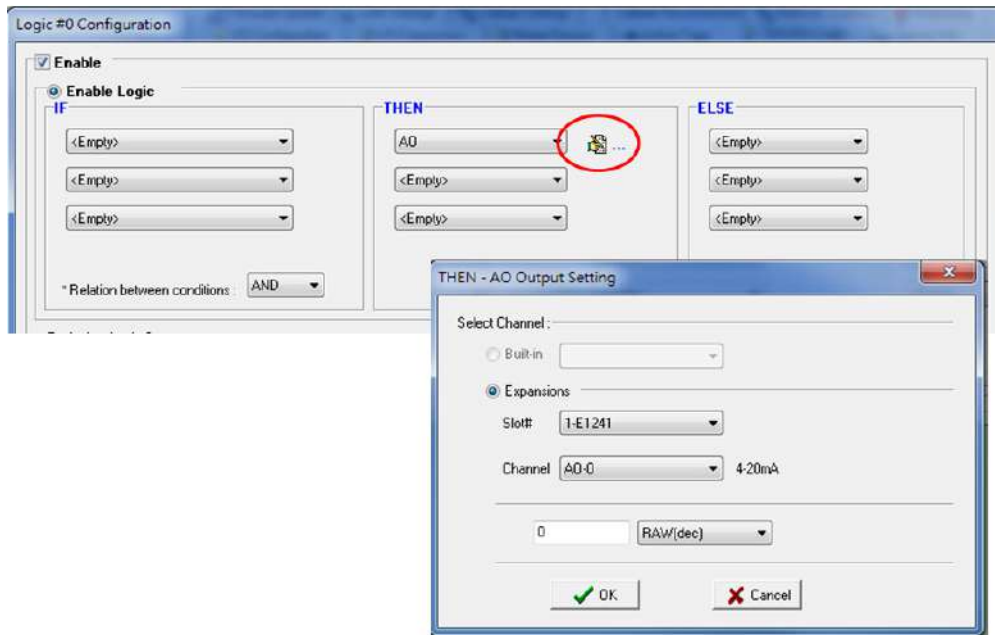 Logic #0 Configuration
Enable
Enable Logic
IF
THEN
ELSE
<Empty>
AO
...
<Empty>
<Empty>
<Empty>
<Empty>
<Empty>
<Empty>
<Empty>
* Relation between conditions :
AND
THEN - AO Output Setting
Select Channel :
Built-in
Expansions
Slot#
1-E1241
Channel
AO-0
4-20mA
0
RAW(dec)
OK
Cancel